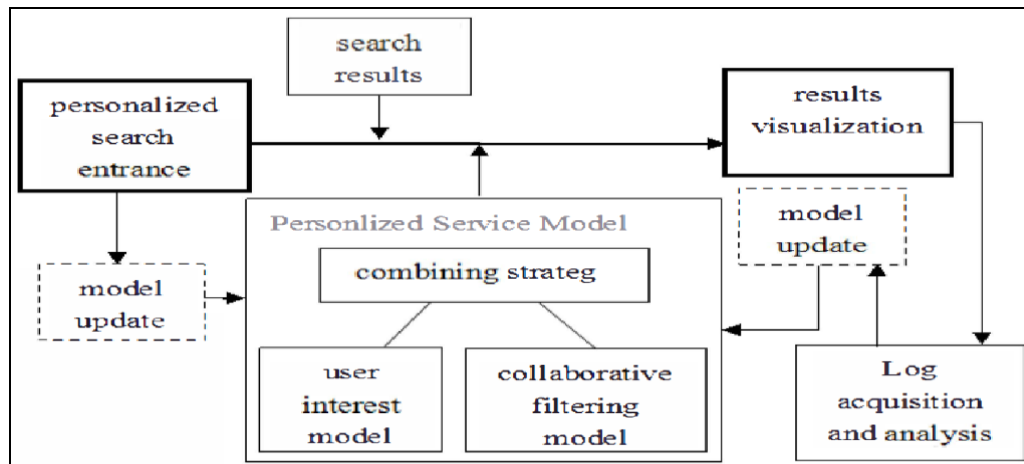 search
results
personalized
search
entrance
results
visualization
model
update
Personlized Service Model
combining strateg
model
update
user
interest
model
collaborative
filtering
model
Log
acquisition
and analysis